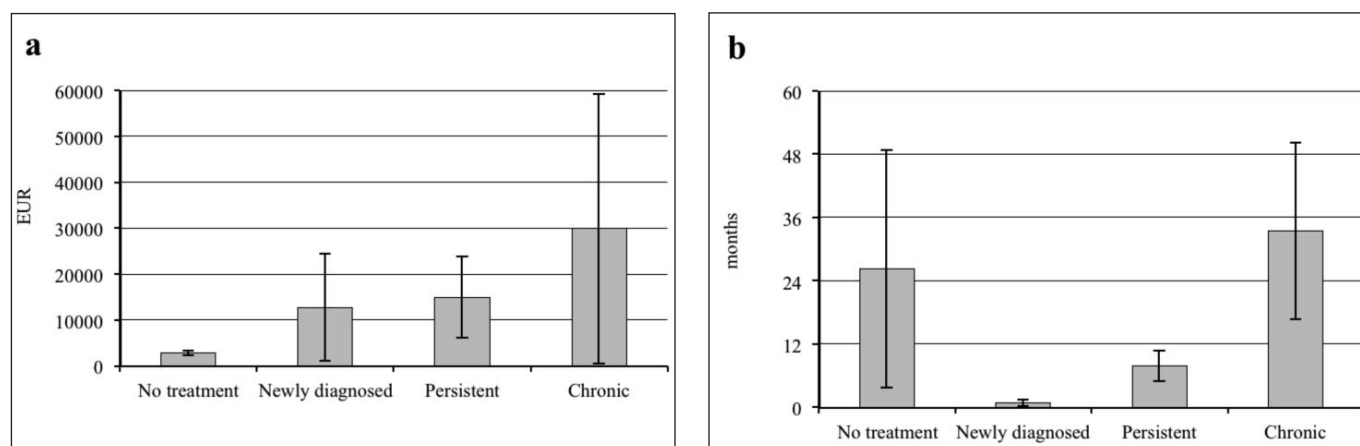 a
60000
50000
40000
30000
20000
10000
0
EUR
No treatment Newly diagnosed Persistent Chronic
b
60
48
36
24
12
0
months
No treatment Newly diagnosed Persistent Chronic